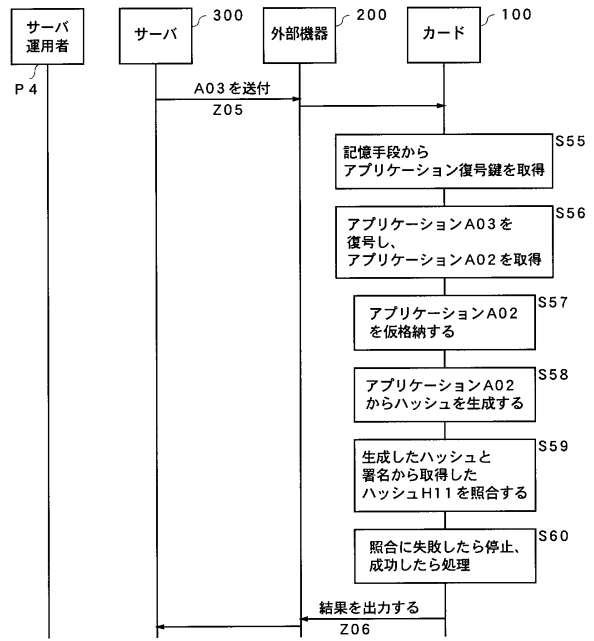 サーバ
運用者
P4
サーバ
300
外部機器
200
カード
100
A03を送付
Z05
S55
記憶手段から
アプリケーション復号鍵を取得
S56
アプリケーションA03を
復号し、
アプリケーションA02を取得
S57
アプリケーションA02
を仮格納する
S58
アプリケーションA02
からハッシュを生成する
S59
生成したハッシュと
署名から取得した
ハッシュH11を照合する
S60
照合に失敗したら停止、
成功したら処理
結果を出力する
Z06